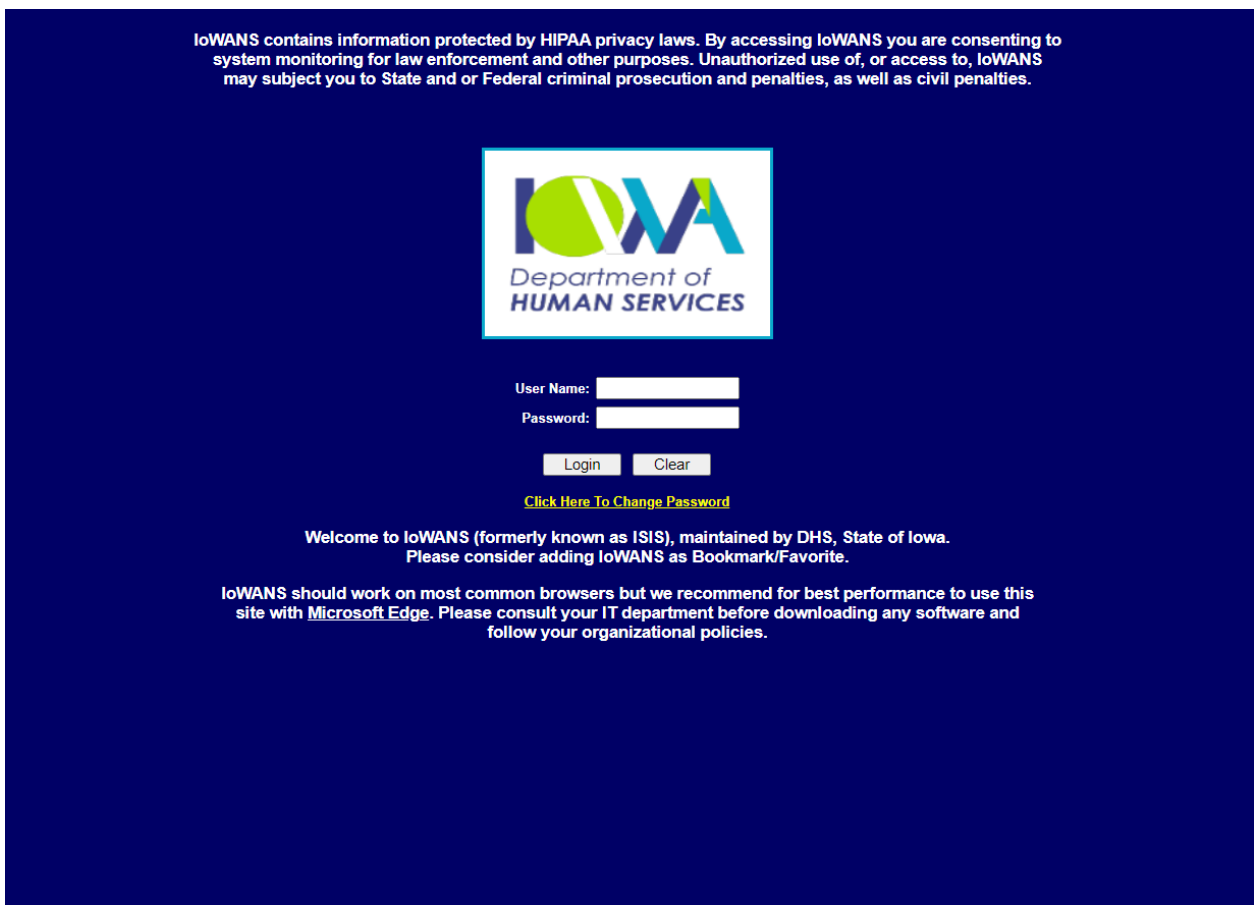 IoWANS contains information protected by HIPAA privacy laws. By accessing IoWANS you are consenting to
system monitoring for law enforcement and other purposes. Unauthorized use of, or access to, IoWANS
may subject you to State and or Federal criminal prosecution and penalties, as well as civil penalties.
IOWA
Department of
HUMAN SERVICES
User Name:
Password:
Login Clear
Click Here To Change Password
Welcome to IoWANS (formerly known as ISIS), maintained by DHS, State of Iowa.
Please consider adding IoWANS as Bookmark/Favorite.
IoWANS should work on most common browsers but we recommend for best performance to use this
site with Microsoft Edge. Please consult your IT department before downloading any software and
follow your organizational policies.